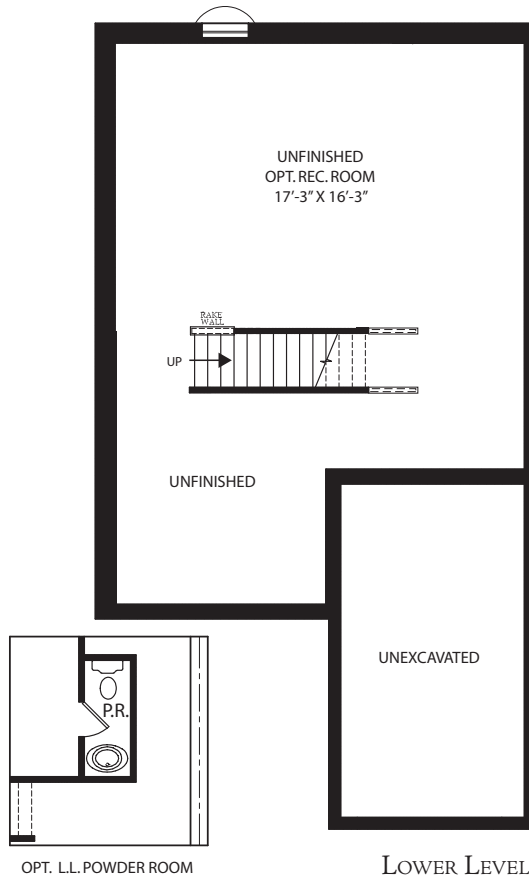 UNFINISHED
OPT. REC. ROOM
17'-3" X 16'-3"
RAKE
WALL
UP
UNFINISHED
UNEXCAVATED
P.R.
OPT. L.L. POWDER ROOM
LOWER LEVEL